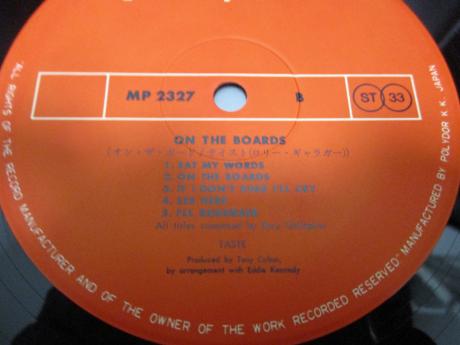 MP 2327 B ST 33
ON THE BOARDS
(オン・ザ・ボード/テイスト(ロリー・ギャラガー))
1. EAT MY WORDS
2. ON THE BOARDS
3. IF I DON'T SING I'LL CRY
4. SEE HERE
5. I'LL REMEMBER
All titles composed by Rory Gallagher
TASTE
Produced by Tony Colton,
by arrangement with Eddie Kennedy
"ALL RIGHTS OF THE RECORD MANUFACTURER AND OF THE OWNER OF THE WORK RECORDED RESERVED" MANUFACTURED BY POLYDOR K.K. JAPAN